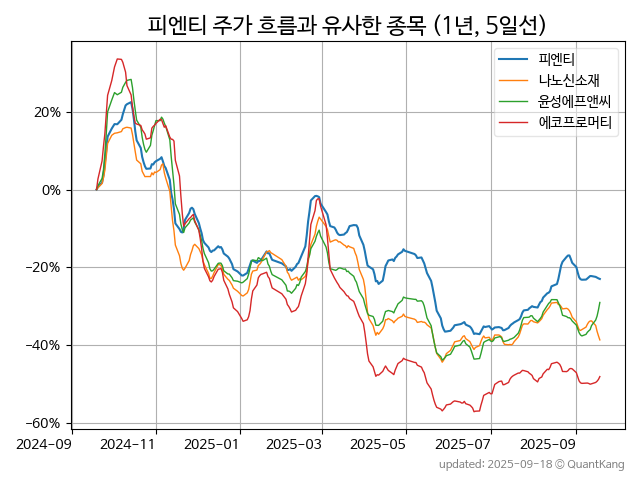 피엔티 주가 흐름과 유사한 종목 (1년, 5일선)
피엔티
나노신소재
윤성에프앤씨
에코프로머티
20%
0%
−20%
−40%
−60%
2024-09 2024-11 2025-01 2025-03 2025-05 2025-07 2025-09
updated: 2025-09-18 © QuantKang